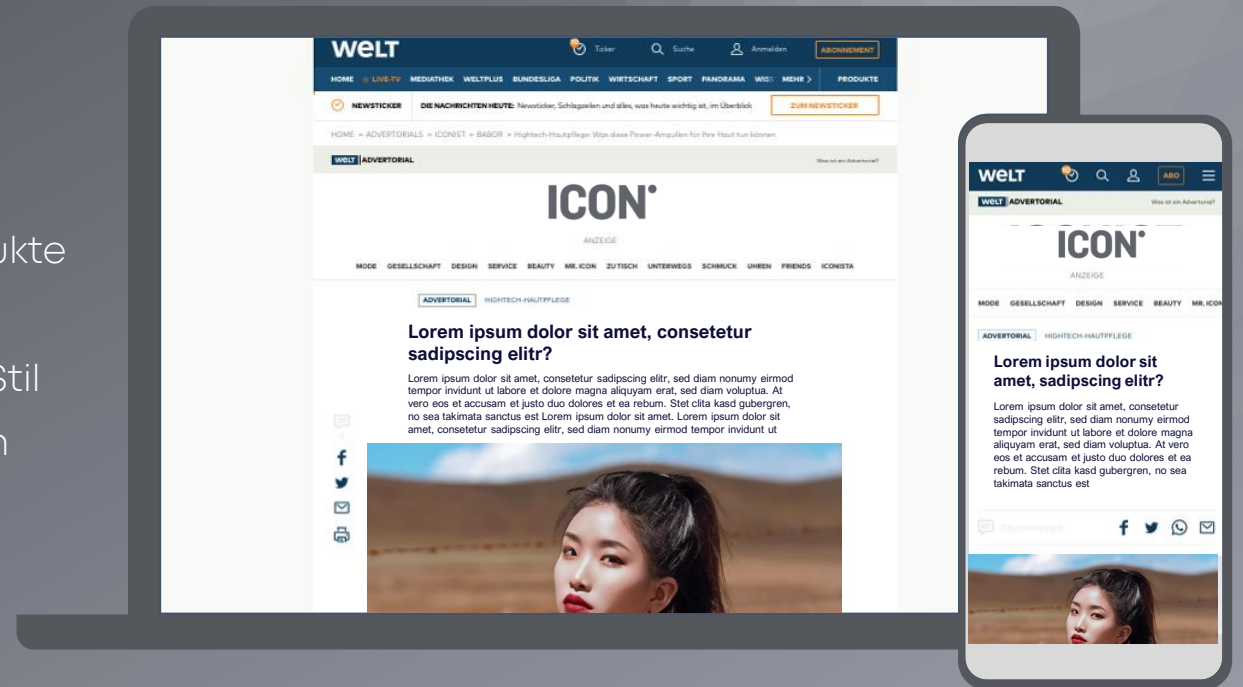 ukte
Stil
n
WELT
Ticker Suche Anmelden ABONNEMENT
HOME LIVE-TV MEDIATHEK WELTPLUS BUNDESLIGA POLITIK WIRTSCHAFT SPORT PANORAMA WISS MEHR > PRODUKTE
NEWSTICKER DIE NACHRICHTEN HEUTE: Newsticker, Schlagzeilen und alles, was heute wichtig ist, im Überblick ZUM NEWSTICKER
HOME » ADVERTORIALS » ICONIST » BABOR » Hightech-Hautpflege: Was diese Power-Ampullen für Ihre Haut tun können
WELT ADVERTORIAL Was ist ein Advertorial?
ICON
ANZEIGE
MODE GESELLSCHAFT DESIGN SERVICE BEAUTY MR. ICON ZU TISCH UNTERWEGS SCHMUCK UHREN FRIENDS ICONISTA
ADVERTORIAL HIGHTECH-HAUTPFLEGE
Lorem ipsum dolor sit amet, consetetur
sadipscing elitr?
Lorem ipsum dolor sit amet, consetetur sadipscing elitr, sed diam nonumy eirmod
tempor invidunt ut labore et dolore magna aliquyam erat, sed diam voluptua. At
vero eos et accusam et justo duo dolores et ea rebum. Stet clita kasd gubergren,
no sea takimata sanctus est Lorem ipsum dolor sit amet. Lorem ipsum dolor sit
amet, consetetur sadipscing elitr, sed diam nonumy eirmod tempor invidunt ut
WELT ABO
WELT ADVERTORIAL Was ist ein Advertorial?
ICON
ANZEIGE
MODE GESELLSCHAFT DESIGN SERVICE BEAUTY MR. ICON
ADVERTORIAL HIGHTECH-HAUTPFLEGE
Lorem ipsum dolor sit
amet, sadipscing elitr?
Lorem ipsum dolor sit amet, consetetur
sadipscing elitr, sed diam nonumy eirmod
tempor invidunt ut labore et dolore magna
aliquyam erat, sed diam voluptua. At vero
eos et accusam et justo duo dolores et ea
rebum. Stet clita kasd gubergren, no sea
takimata sanctus est